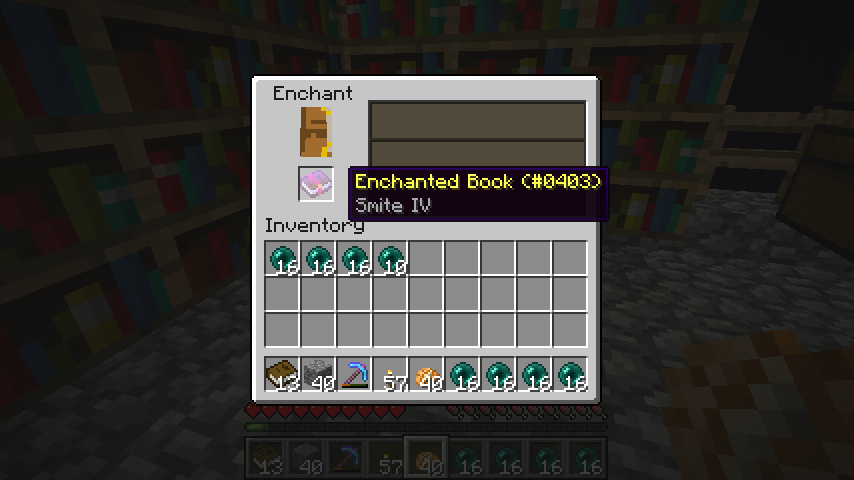 Enchant
Enchanted Book (#0403)
Smite IV
Inventory
16 16 16 10
13 40 57 40 16 16 16 16
13 40 57 40 16 16 16 16